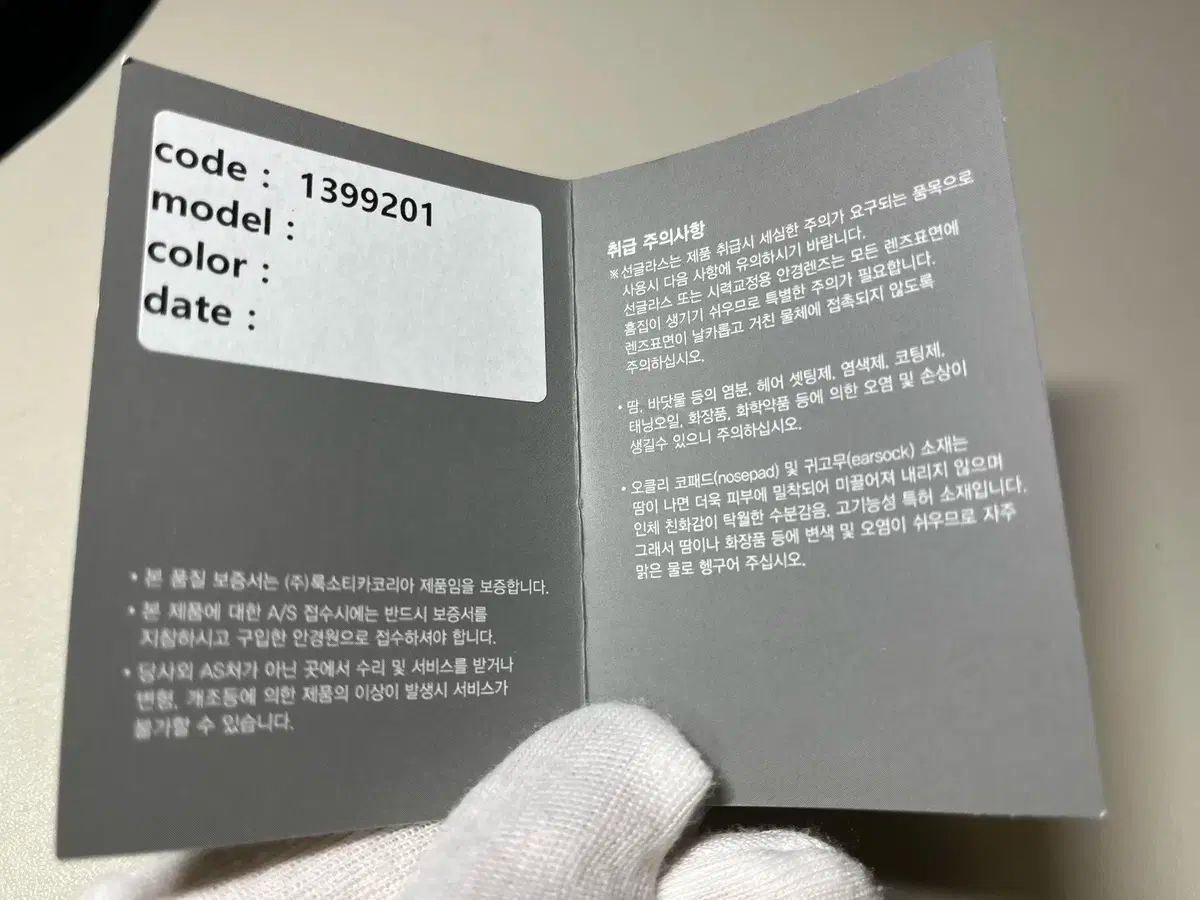 code : 1399201
model :
color :
date :
• 본 품질 보증서는 (주)룩소티카코리아 제품임을 보증합니다.
• 본 제품에 대한 A/S 접수시에는 반드시 보증서를
지참하시고 구입한 안경원으로 접수하셔야 합니다.
• 당사외 AS처가 아닌 곳에서 수리 및 서비스를 받거나
변형, 개조등에 의한 제품의 이상이 발생시 서비스가
불가할 수 있습니다.
취급 주의사항
※ 선글라스는 제품 취급시 세심한 주의가 요구되는 품목으로
사용시 다음 사항에 유의하시기 바랍니다.
선글라스 또는 시력교정용 안경렌즈는 모든 렌즈표면에
흠집이 생기기 쉬우므로 특별한 주의가 필요합니다.
렌즈표면이 날카롭고 거친 물체에 접촉되지 않도록
주의하십시오.
• 땀, 바닷물 등의 염분, 헤어 셋팅제, 염색제, 코팅제,
태닝오일, 화장품, 화학약품 등에 의한 오염 및 손상이
생길수 있으니 주의하십시오.
• 오클리 코패드(nosepad) 및 귀고무(earsock) 소재는
땀이 나면 더욱 피부에 밀착되어 미끌어져 내리지 않으며
인체 친화감이 탁월한 수분감음, 고기능성 특허 소재입니다.
그래서 땀이나 화장품 등에 변색 및 오염이 쉬우므로 자주
맑은 물로 헹구어 주십시오.